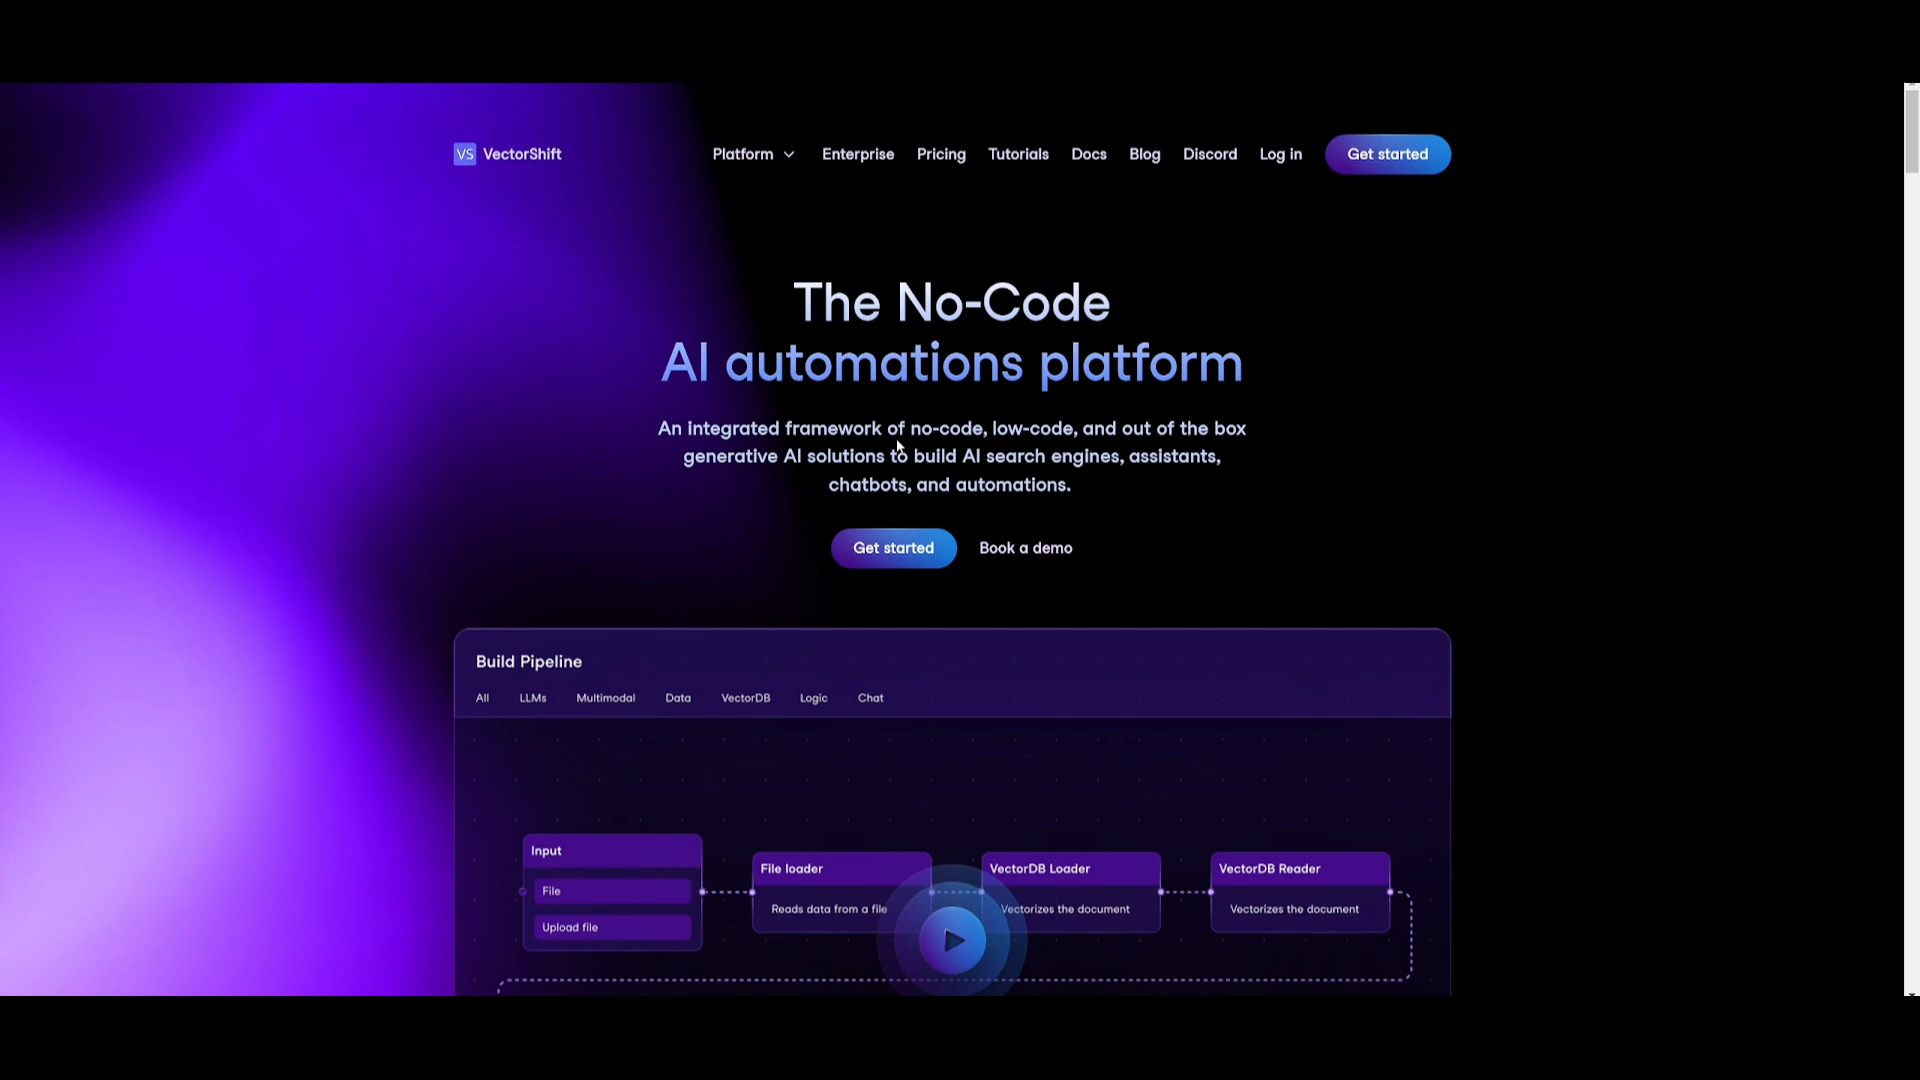 VS VectorShift
Platform Enterprise Pricing Tutorials Docs Blog Discord Log in Get started
The No-Code
AI automations platform
An integrated framework of no-code, low-code, and out of the box
generative AI solutions to build AI search engines, assistants,
chatbots, and automations.
Get started Book a demo
Build Pipeline
All LLMs Multimodal Data VectorDB Logic Chat
Input
File
Upload file
File loader
Reads data from a file
VectorDB Loader
Vectorizes the document
VectorDB Reader
Vectorizes the document